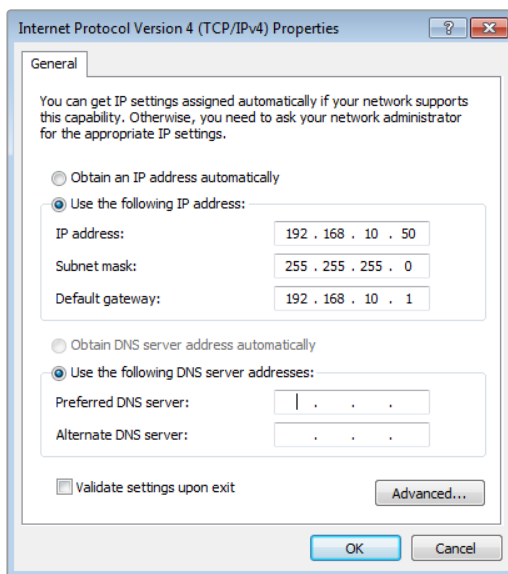 Internet Protocol Version 4 (TCP/IPv4) Properties
General
You can get IP settings assigned automatically if your network supports
this capability. Otherwise, you need to ask your network administrator
for the appropriate IP settings.
Obtain an IP address automatically
Use the following IP address:
IP address: 192 . 168 . 10 . 50
Subnet mask: 255 . 255 . 255 . 0
Default gateway: 192 . 168 . 10 . 1
Obtain DNS server address automatically
Use the following DNS server addresses:
Preferred DNS server: . . .
Alternate DNS server: . . .
Validate settings upon exit
Advanced...
OK Cancel